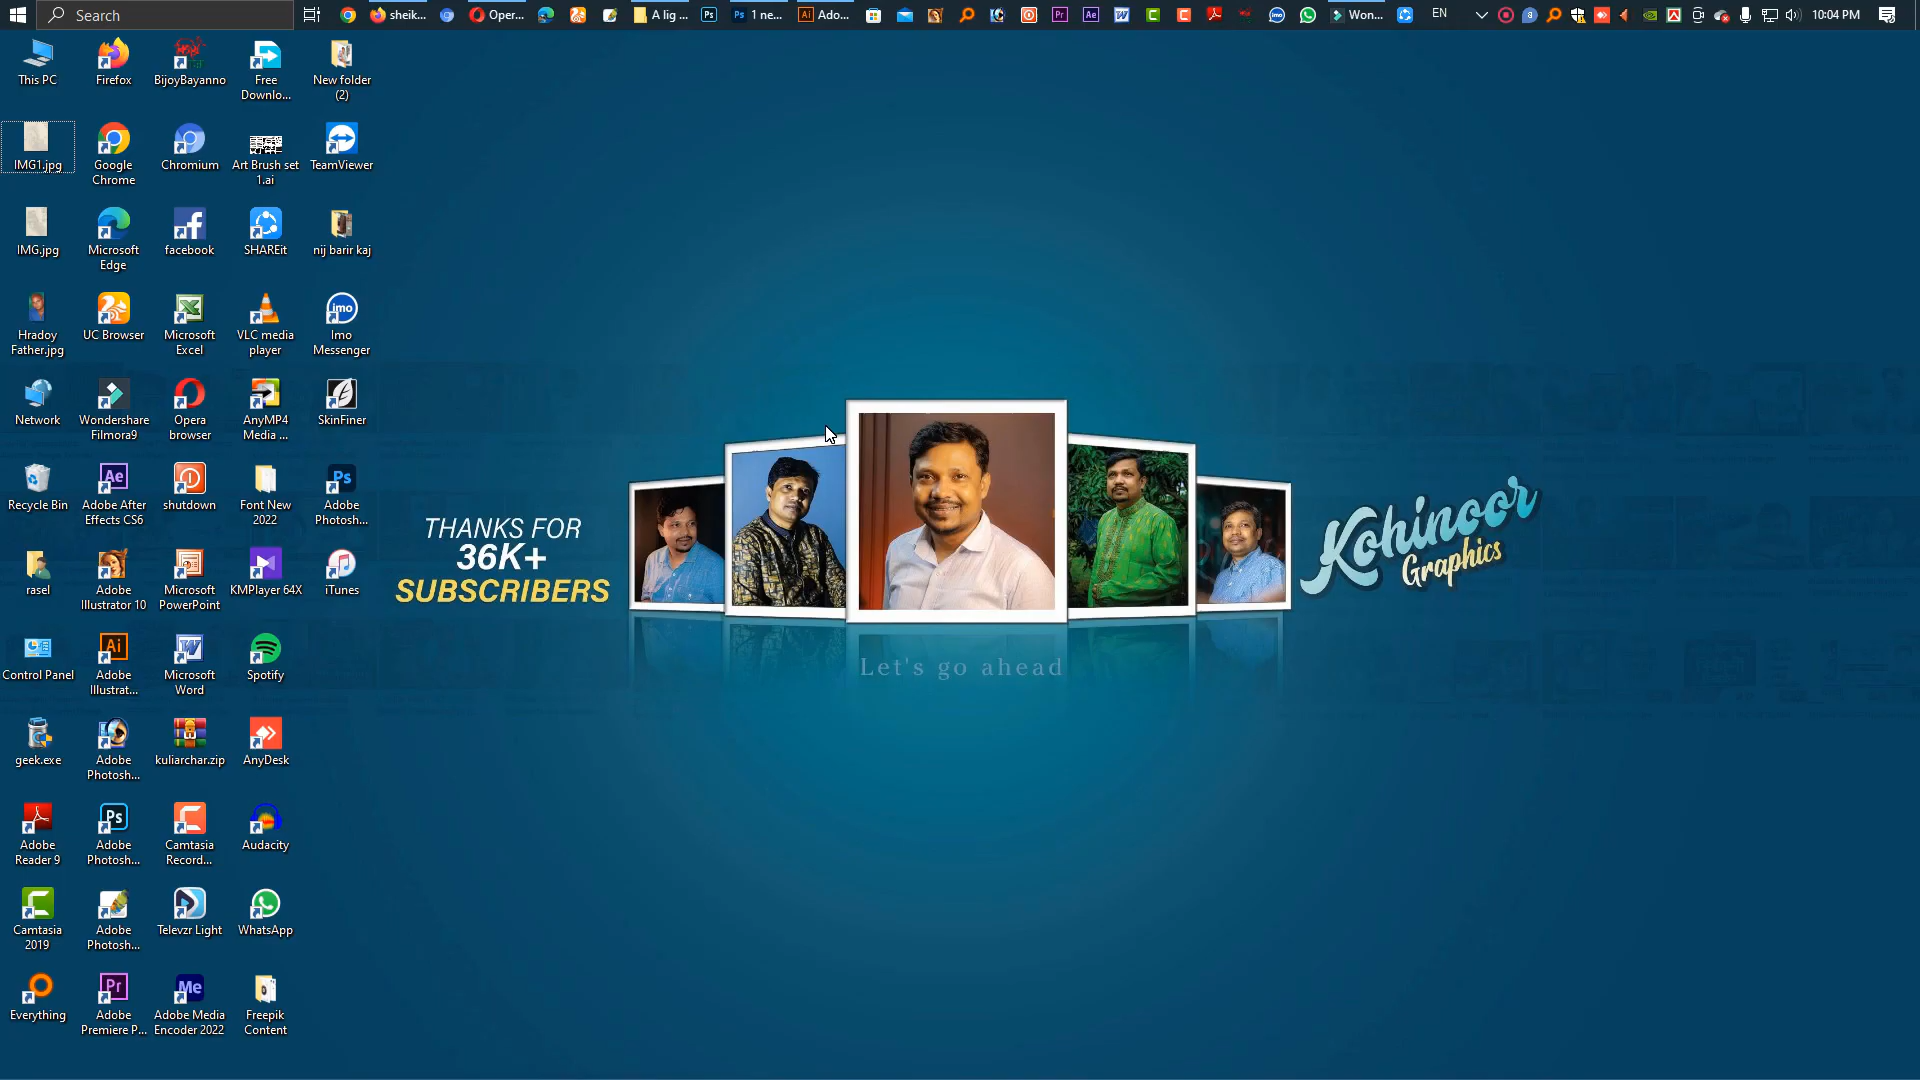 Search
sheik...
Oper...
A lig ...
1 ne...
Ado...
Won...
EN
10:04 PM
This PC
Firefox
BijoyBayanno
Free
Downlo...
New folder
(2)
IMG1.jpg
Google
Chrome
Chromium
Art Brush set
1.ai
TeamViewer
IMG.jpg
Microsoft
Edge
facebook
SHAREit
nij barir kaj
Hradoy
Father.jpg
UC Browser
Microsoft
Excel
VLC media
player
Imo
Messenger
Network
Wondershare
Filmora9
Opera
browser
AnyMP4
Media ...
SkinFiner
Recycle Bin
Adobe After
Effects CS6
shutdown
Font New
2022
Adobe
Photosh...
rasel
Adobe
Illustrator 10
Microsoft
PowerPoint
KMPlayer 64X
iTunes
Control Panel
Adobe
Illustrat...
Microsoft
Word
Spotify
geek.exe
Adobe
Photosh...
kuliarchar.zip
AnyDesk
Adobe
Reader 9
Adobe
Photosh...
Camtasia
Record...
Audacity
Camtasia
2019
Adobe
Photosh...
Televzr Light
WhatsApp
Everything
Adobe
Premiere P...
Adobe Media
Encoder 2022
Freepik
Content
THANKS FOR
36K+
SUBSCRIBERS
Kohinoor
Graphics
Let's go ahead